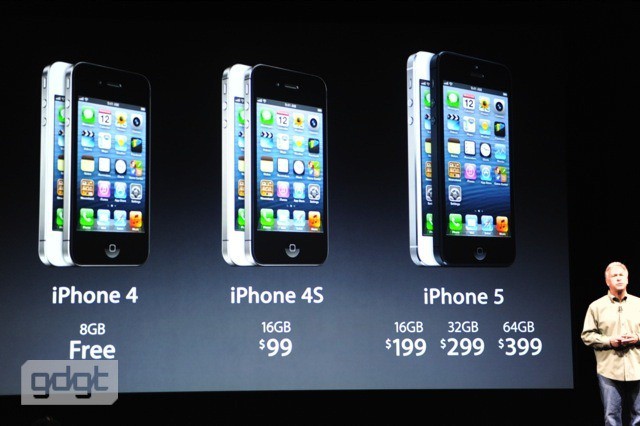 iPhone 4
8GB
Free
iPhone 4S
16GB
$99
iPhone 5
16GB 32GB 64GB
$199 $299 $399
gdgt